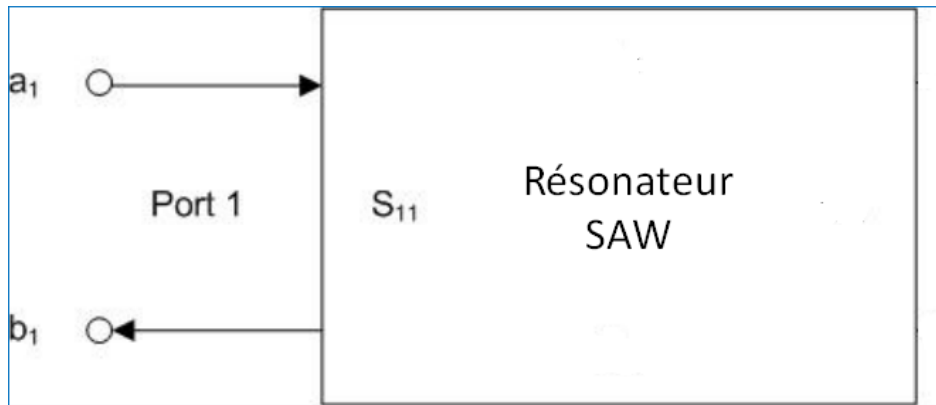 a₁
Port 1
S₁₁
Résonateur
SAW
b₁